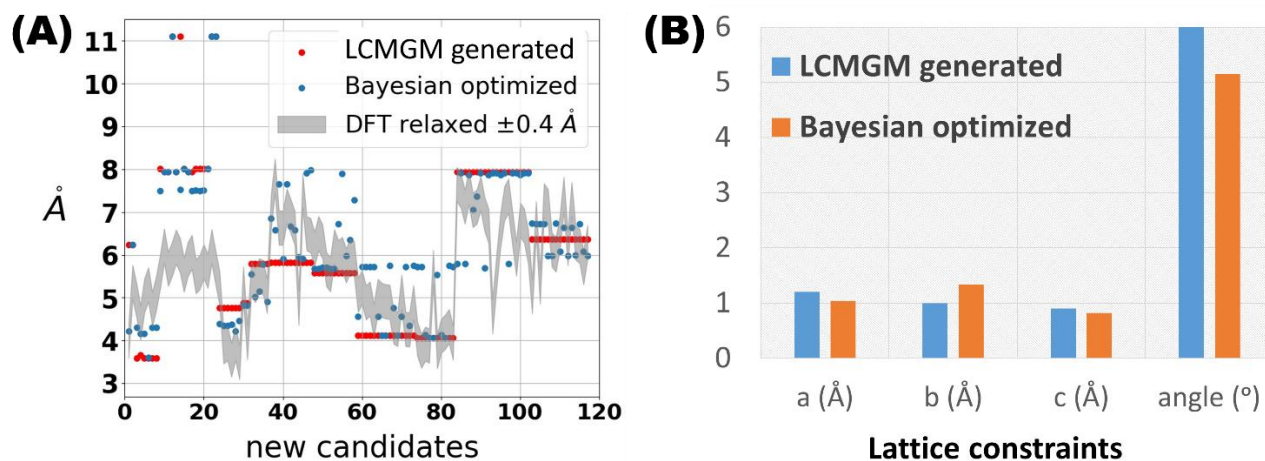 (A)
11
10
9
8
7
6
5
4
3
Å
LCMGM generated
Bayesian optimized
DFT relaxed ±0.4 Å
0 20 40 60 80 100 120
new candidates
(B)
6
5
4
3
2
1
0
LCMGM generated
Bayesian optimized
a (Å) b (Å) c (Å) angle (º)
Lattice constraints